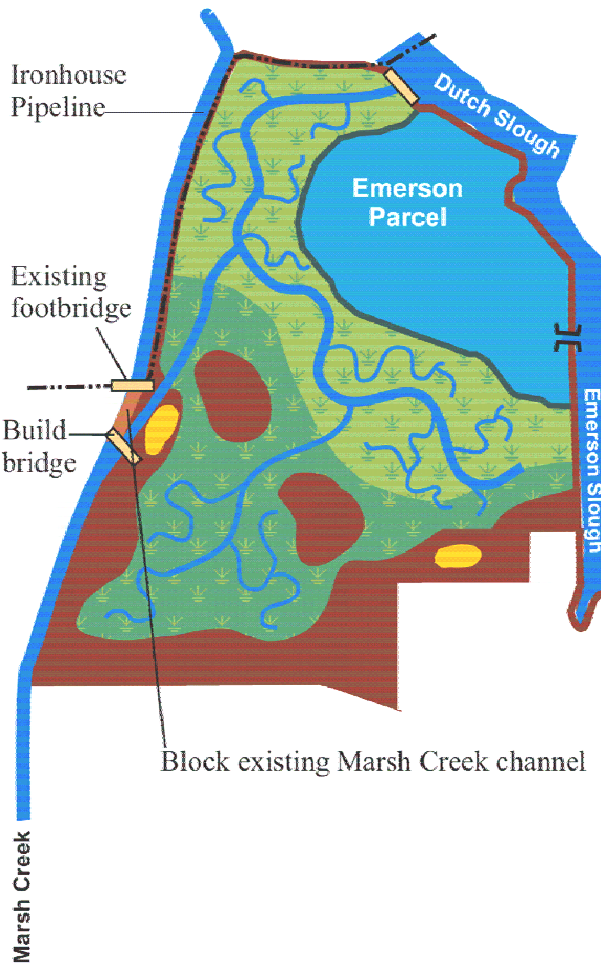 Ironhouse
Pipeline
Dutch Slough
Emerson
Parcel
Existing
footbridge
Build
bridge
Emerson Slough
Block existing Marsh Creek channel
Marsh Creek